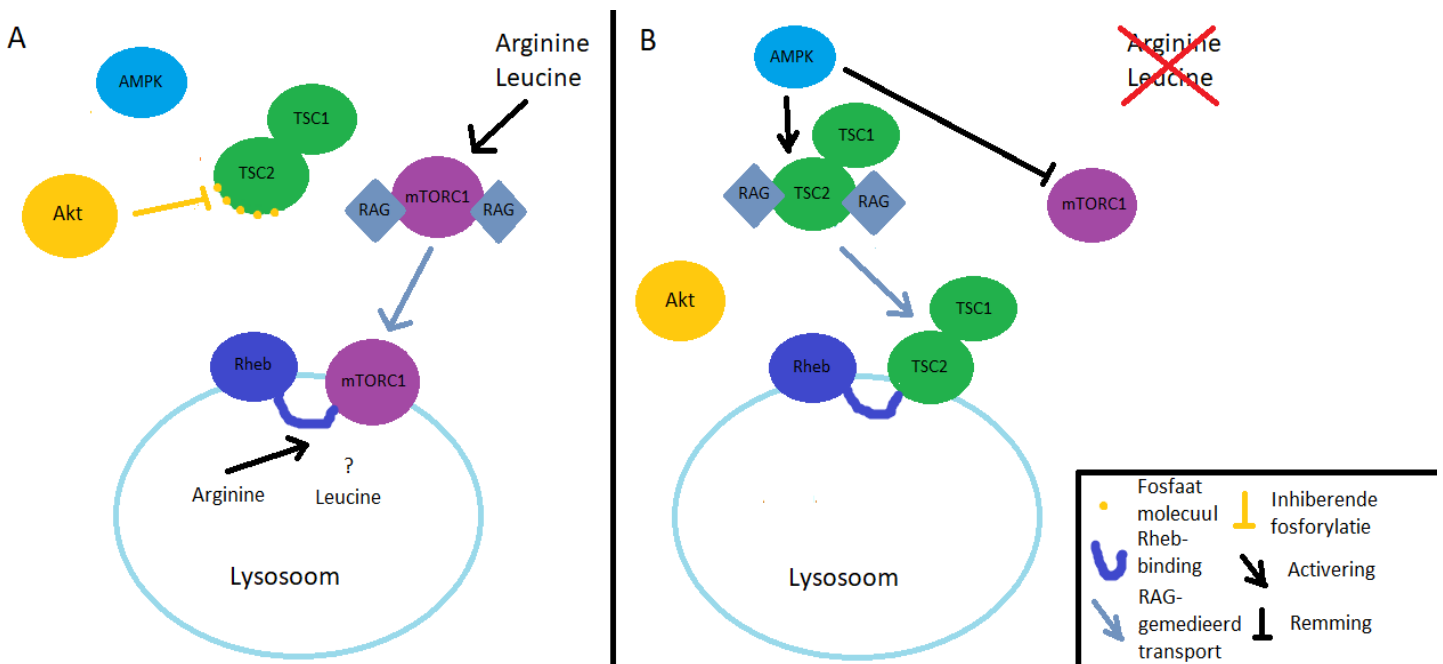 A
AMPK
TSC1
TSC2
Akt
Arginine
Leucine
RAG
mTORC1
RAG
Rheb
mTORC1
?
Arginine
Leucine
Lysosoom
B
AMPK
Arginine
Leucine
TSC1
RAG
TSC2
RAG
mTORC1
Akt
TSC1
Rheb
TSC2
Lysosoom
Fosfaat
molecuul
Rheb-
binding
RAG-
gemedieerd
transport
Inhiberende
fosforylatie
Activering
Remming